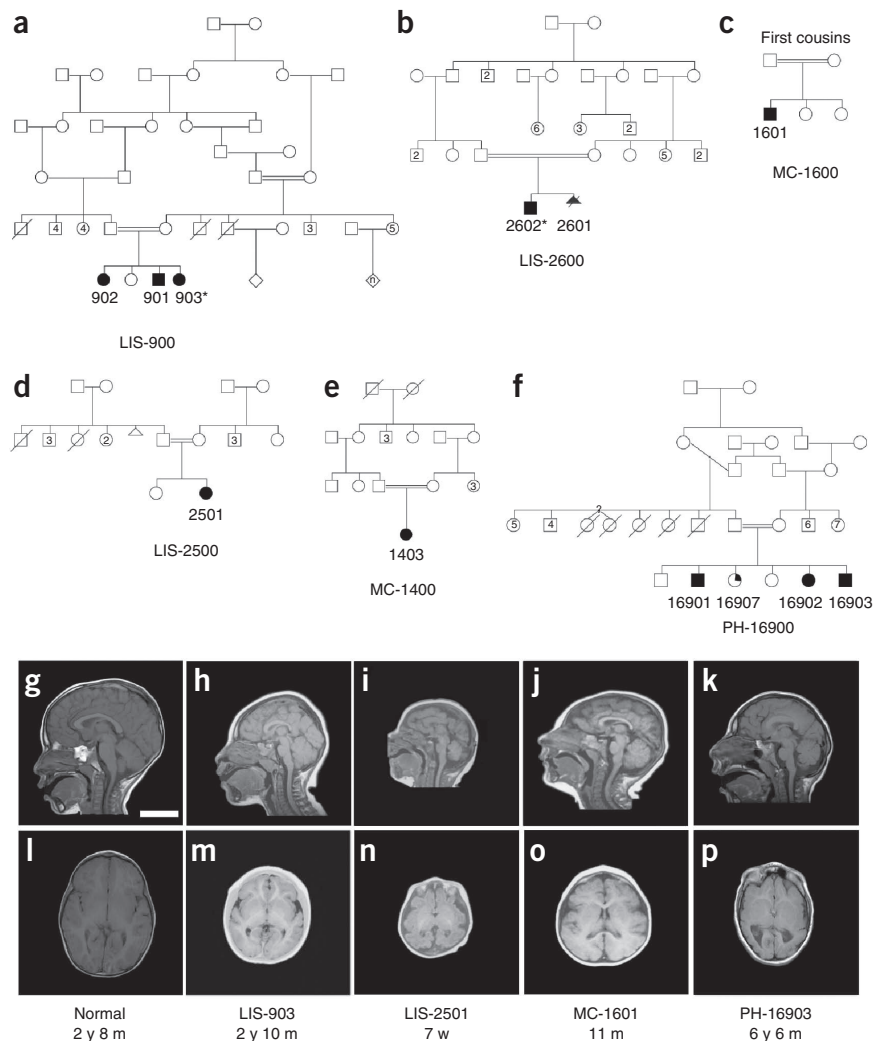 a
b
c
First cousins
1601
MC-1600
2
6
3
2
2
5
2
2602* 2601
LIS-2600
4
4
3
5
n
902 901 903*
LIS-900
d
e
f
3
2
3
2501
LIS-2500
3
3
1403
MC-1400
?
5
4
6
7
16901 16907 16902 16903
PH-16900
g
h
i
j
k
l
m
n
o
p
Normal
2 y 8 m
LIS-903
2 y 10 m
LIS-2501
7 w
MC-1601
11 m
PH-16903
6 y 6 m